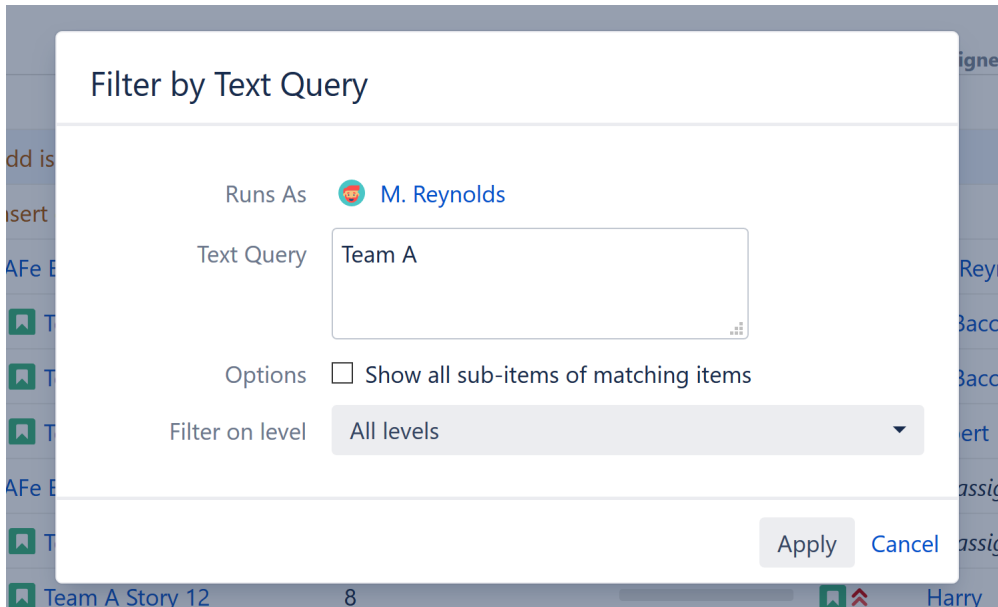 Filter by Text Query
Runs As M. Reynolds
Text Query Team A
Options Show all sub-items of matching items
Filter on level All levels
Apply Cancel
Team A Story 12 8 Harry